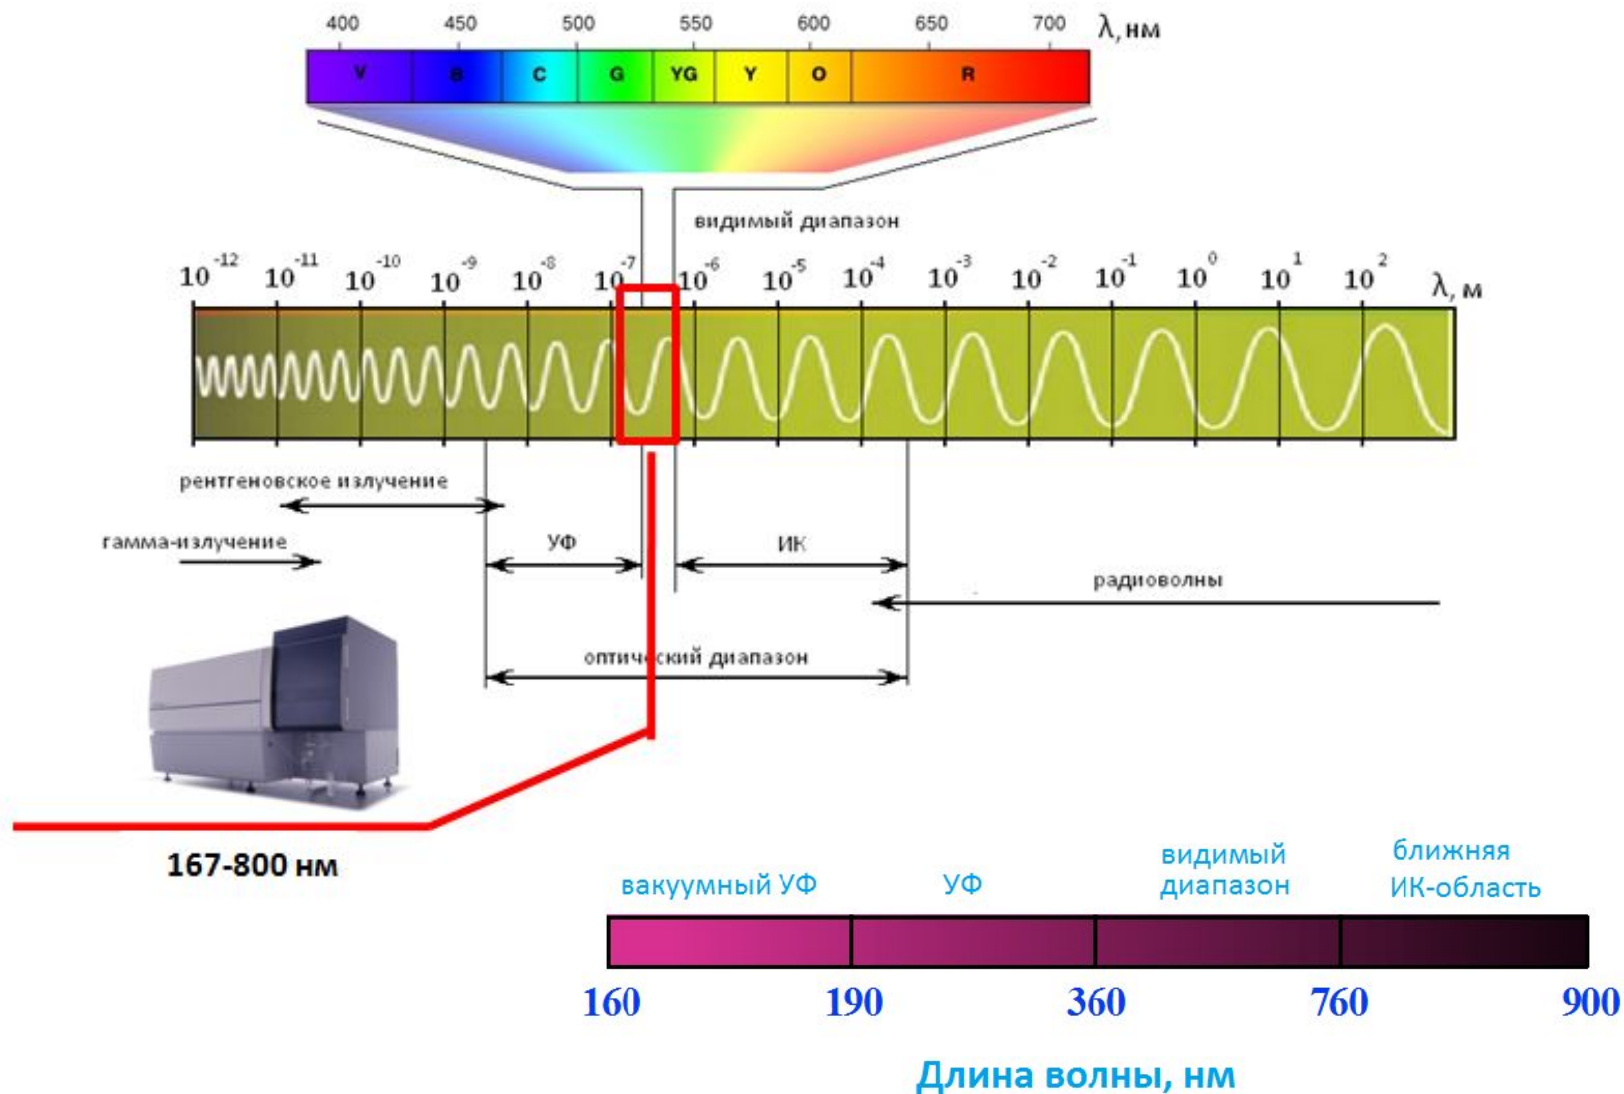 400 450 500 550 600 650 700 λ, нм
V B C G YG Y O R
видимый диапазон
10⁻¹² 10⁻¹¹ 10⁻¹⁰ 10⁻⁹ 10⁻⁸ 10⁻⁷ 10⁻⁶ 10⁻⁵ 10⁻⁴ 10⁻³ 10⁻² 10⁻¹ 10⁰ 10¹ 10² λ, м
рентгеновское излучение
гамма-излучение
УФ
ИК
радиоволны
оптический диапазон
167-800 нм
вакуумный УФ
УФ
видимый
диапазон
ближняя
ИК-область
160 190 360 760 900
Длина волны, нм